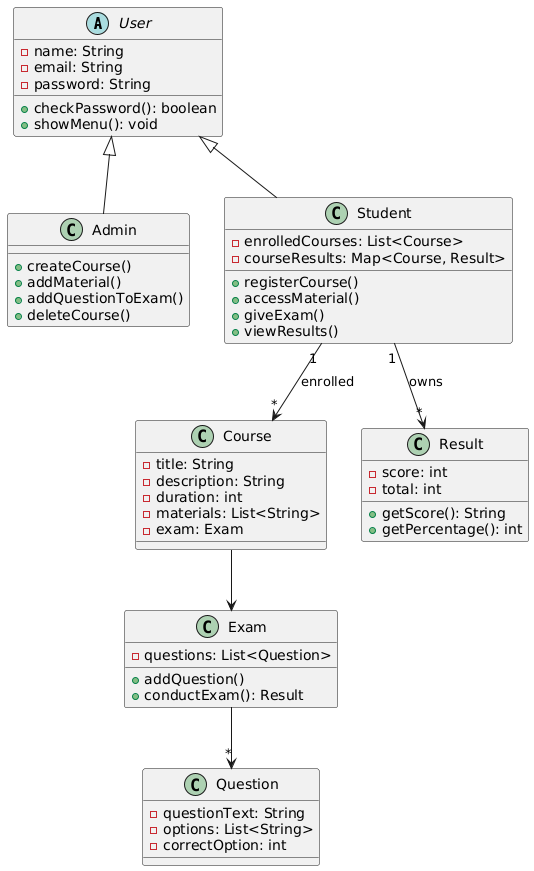 A User
name: String
email: String
password: String
checkPassword(): boolean
showMenu(): void
C Admin
createCourse()
addMaterial()
addQuestionToExam()
deleteCourse()
C Student
enrolledCourses: List<Course>
courseResults: Map<Course, Result>
registerCourse()
accessMaterial()
giveExam()
viewResults()
1
enrolled
*
1
owns
*
C Course
title: String
description: String
duration: int
materials: List<String>
exam: Exam
C Result
score: int
total: int
getScore(): String
getPercentage(): int
C Exam
questions: List<Question>
addQuestion()
conductExam(): Result
*
C Question
questionText: String
options: List<String>
correctOption: int